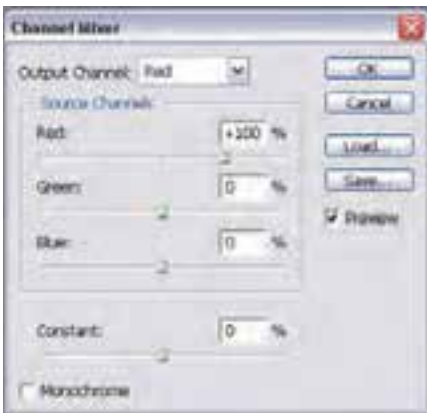 Channel Mixer
Output Channel: Red
Source Channels
Red: +100 %
Green: 0 %
Blue: 0 %
Constant: 0 %
Monochrome
OK
Cancel
Load...
Save...
Preview